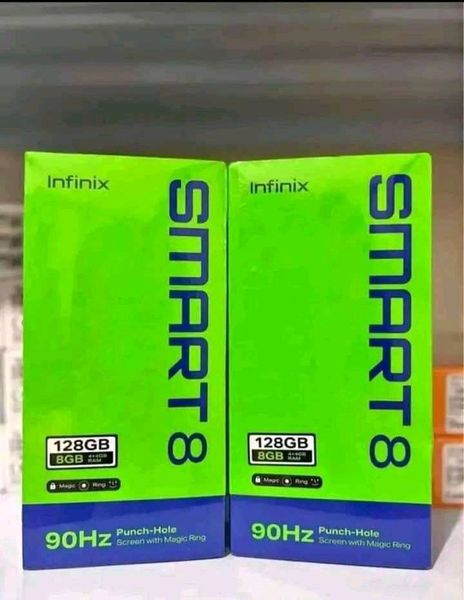 Infinix
SMART 8
128GB
8GB 4+4GB RAM
Magic Ring
90Hz Punch-Hole
Screen with Magic Ring
Infinix
SMART 8
128GB
8GB 4+4GB RAM
Magic Ring
90Hz Punch-Hole
Screen with Magic Ring